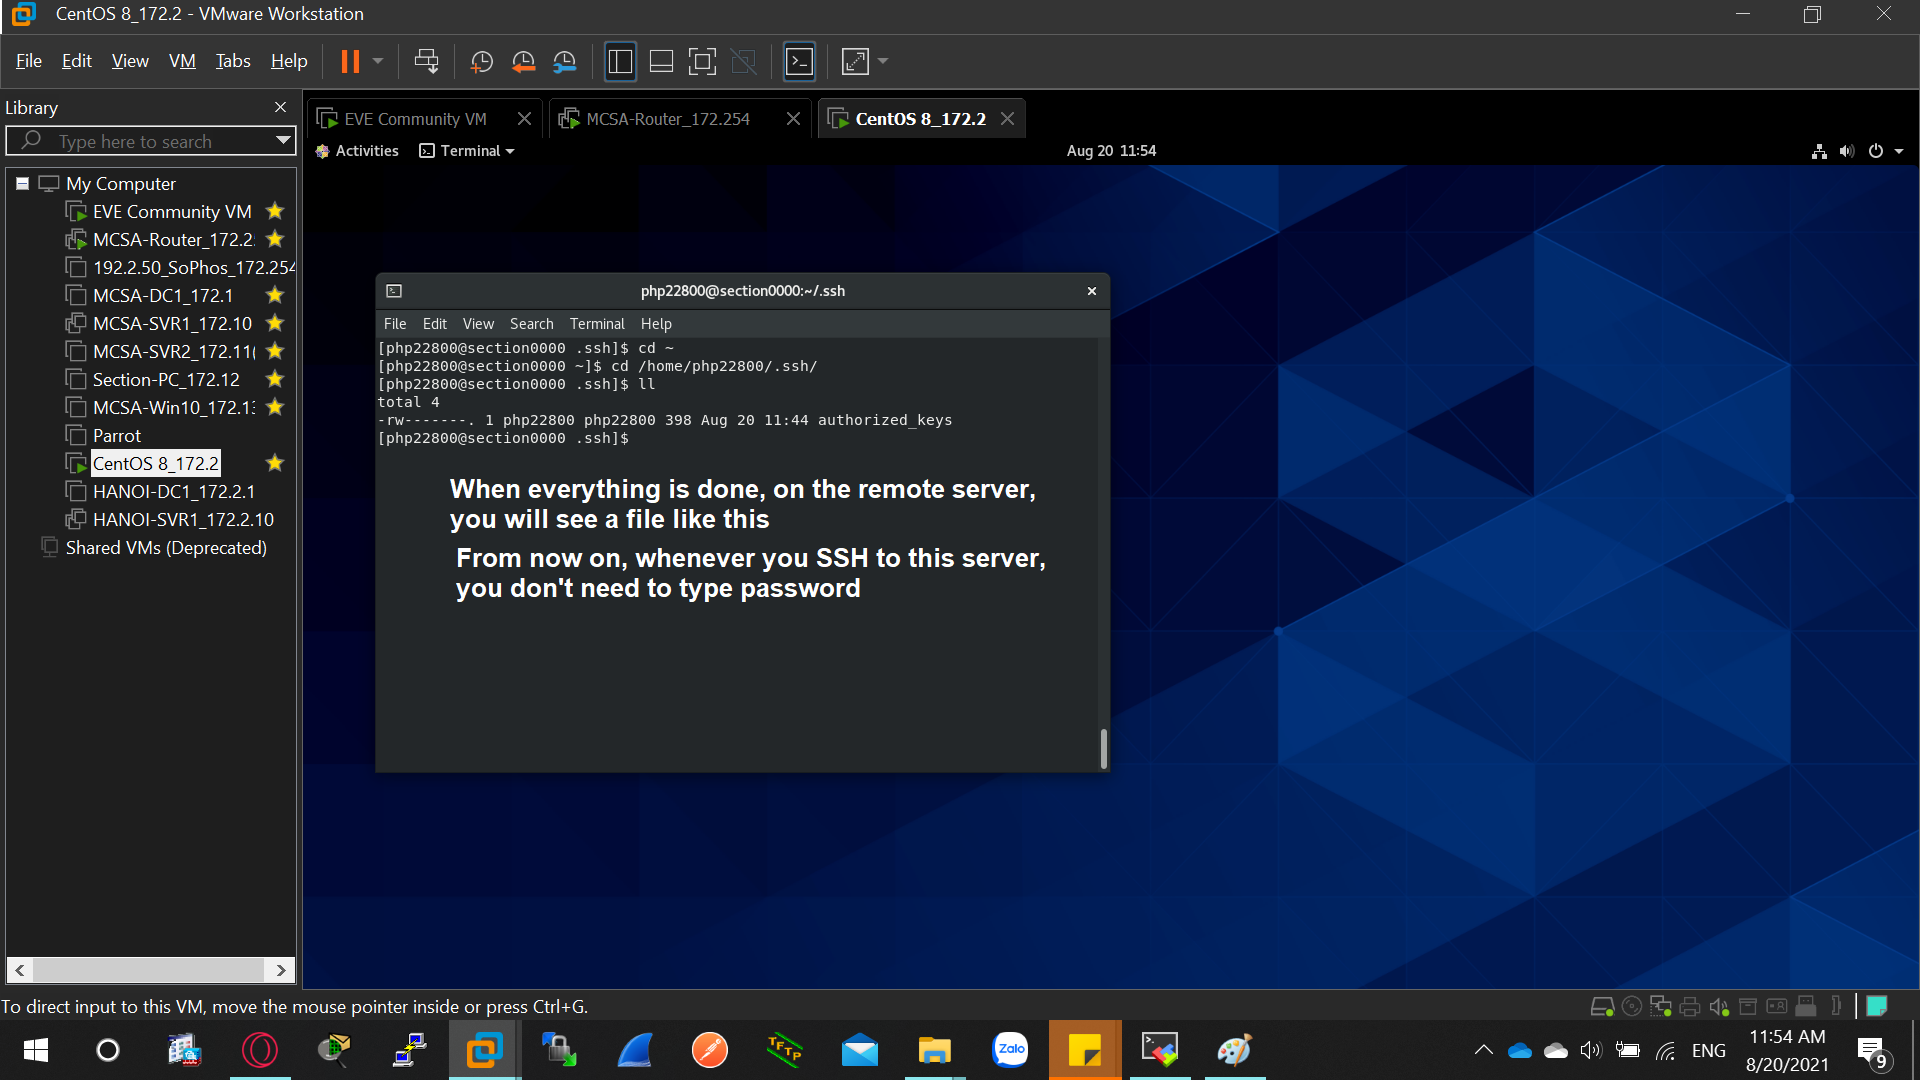 CentOS 8_172.2 - VMware Workstation
File Edit View VM Tabs Help
Library
Type here to search
My Computer
EVE Community VM
MCSA-Router_172.2
192.2.50_SoPhos_172.254
MCSA-DC1_172.1
MCSA-SVR1_172.10
MCSA-SVR2_172.11(
Section-PC_172.12
MCSA-Win10_172.13
Parrot
CentOS 8_172.2
HANOI-DC1_172.2.1
HANOI-SVR1_172.2.10
Shared VMs (Deprecated)
EVE Community VM MCSA-Router_172.254 CentOS 8_172.2
Activities Terminal Aug 20 11:54
php22800@section0000:~/.ssh
File Edit View Search Terminal Help
[php22800@section0000 .ssh]$ cd ~
[php22800@section0000 ~]$ cd /home/php22800/.ssh/
[php22800@section0000 .ssh]$ ll
total 4
-rw-------. 1 php22800 php22800 398 Aug 20 11:44 authorized_keys
[php22800@section0000 .ssh]$
When everything is done, on the remote server,
you will see a file like this
From now on, whenever you SSH to this server,
you don't need to type password
To direct input to this VM, move the mouse pointer inside or press Ctrl+G.
TFTP
Zalo
ENG
11:54 AM
8/20/2021
9